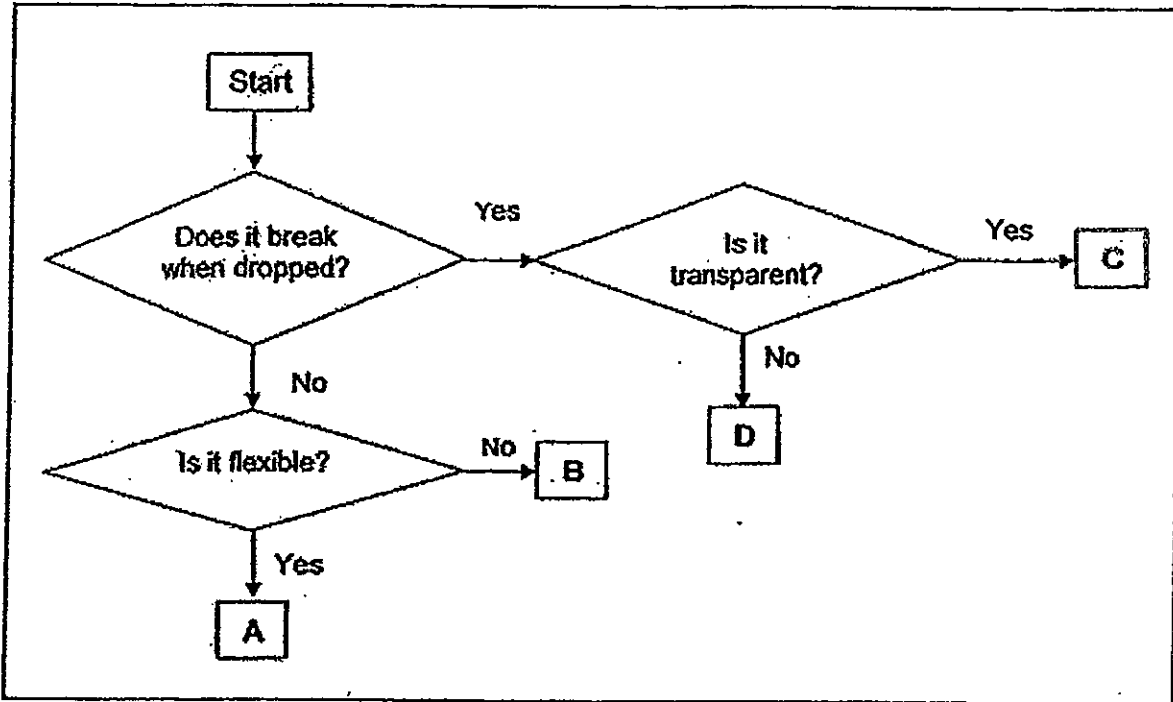 Start
Does it break
when dropped?
Yes
Is it
transparent?
Yes
C
No
D
No
Is it flexible?
No
B
Yes
A